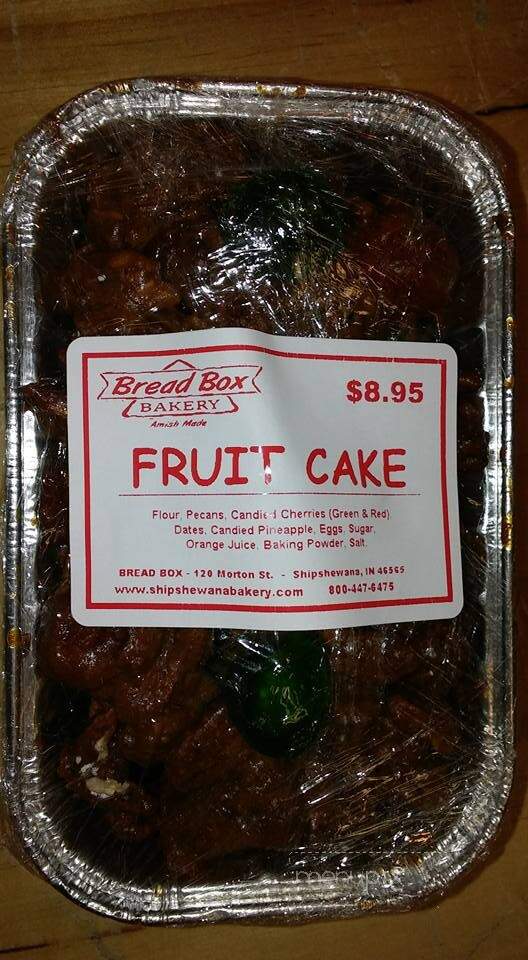 Bread Box
BAKERY
Amish Made
$8.95
FRUIT CAKE
Flour, Pecans, Candied Cherries (Green & Red),
Dates, Candied Pineapple, Eggs, Sugar,
Orange Juice, Baking Powder, Salt.
BREAD BOX - 120 Morton St. - Shipshewana, IN 46565
www.shipshewanabakery.com 800-447-6475